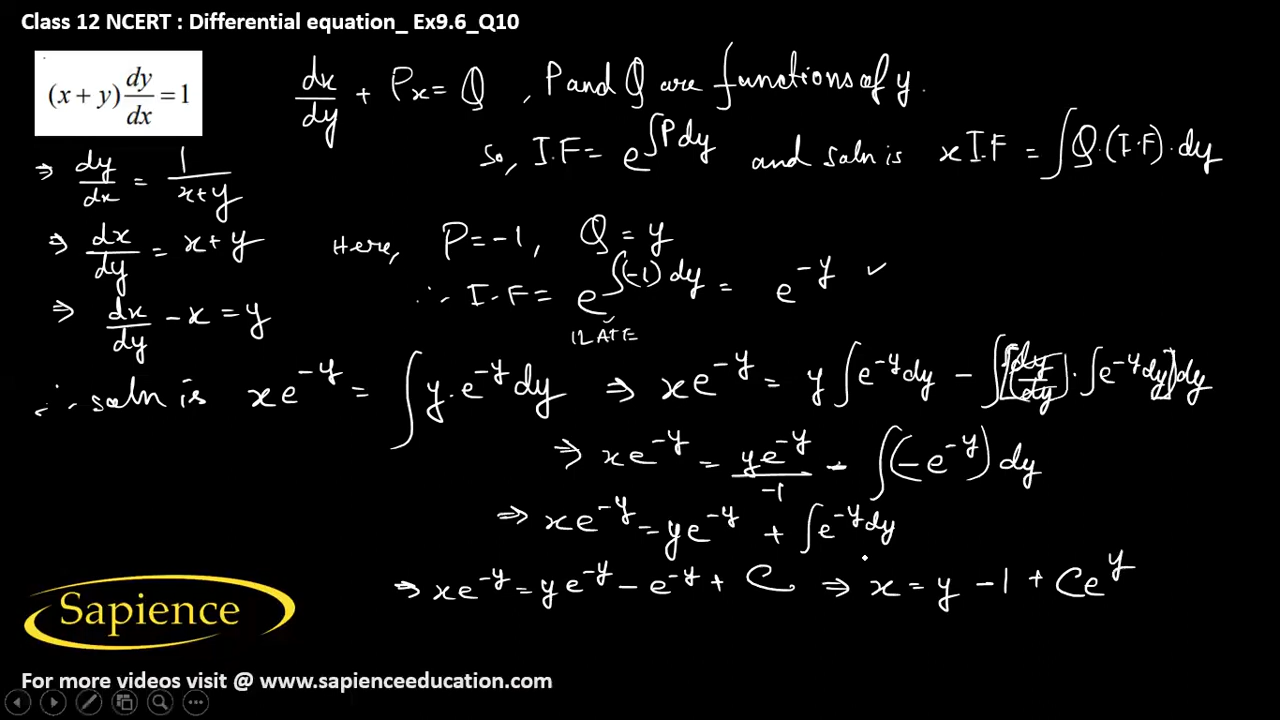 Class 12 NCERT : Differential equation_ Ex9.6_Q10
(x + y) dy/dx = 1
dx/dy + Px = Q , P and Q are functions of y.
So, I.F = e^∫Pdy and soln is x I.F = ∫Q.(I.F).dy
⇒ dy/dx = 1/(x+y)
⇒ dx/dy = x+y
Here, P = -1, Q = y
⇒ dx/dy - x = y
∴ I.F = e^∫(-1)dy = e^-y ✓
ILATE
∴ soln is xe^-y = ∫y.e^-y dy ⇒ xe^-y = y∫e^-y dy - ∫[dy/dy . ∫e^-y dy]dy
⇒ xe^-y = ye^-y/-1 - ∫(-e^-y) dy
⇒ xe^-y = ye^-y + ∫e^-y dy
⇒ xe^-y = ye^-y - e^-y + C ⇒ x = y - 1 + Ce^y
Sapience
For more videos visit @ www.sapienceeducation.com